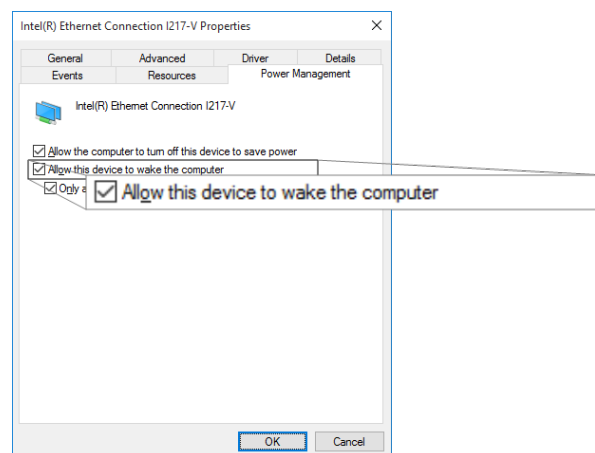 Intel(R) Ethernet Connection I217-V Properties
General Advanced Driver Details
Events Resources Power Management
Intel(R) Ethernet Connection I217-V
Allow the computer to turn off this device to save power
Allow this device to wake the computer
Only
Allow this device to wake the computer
OK Cancel